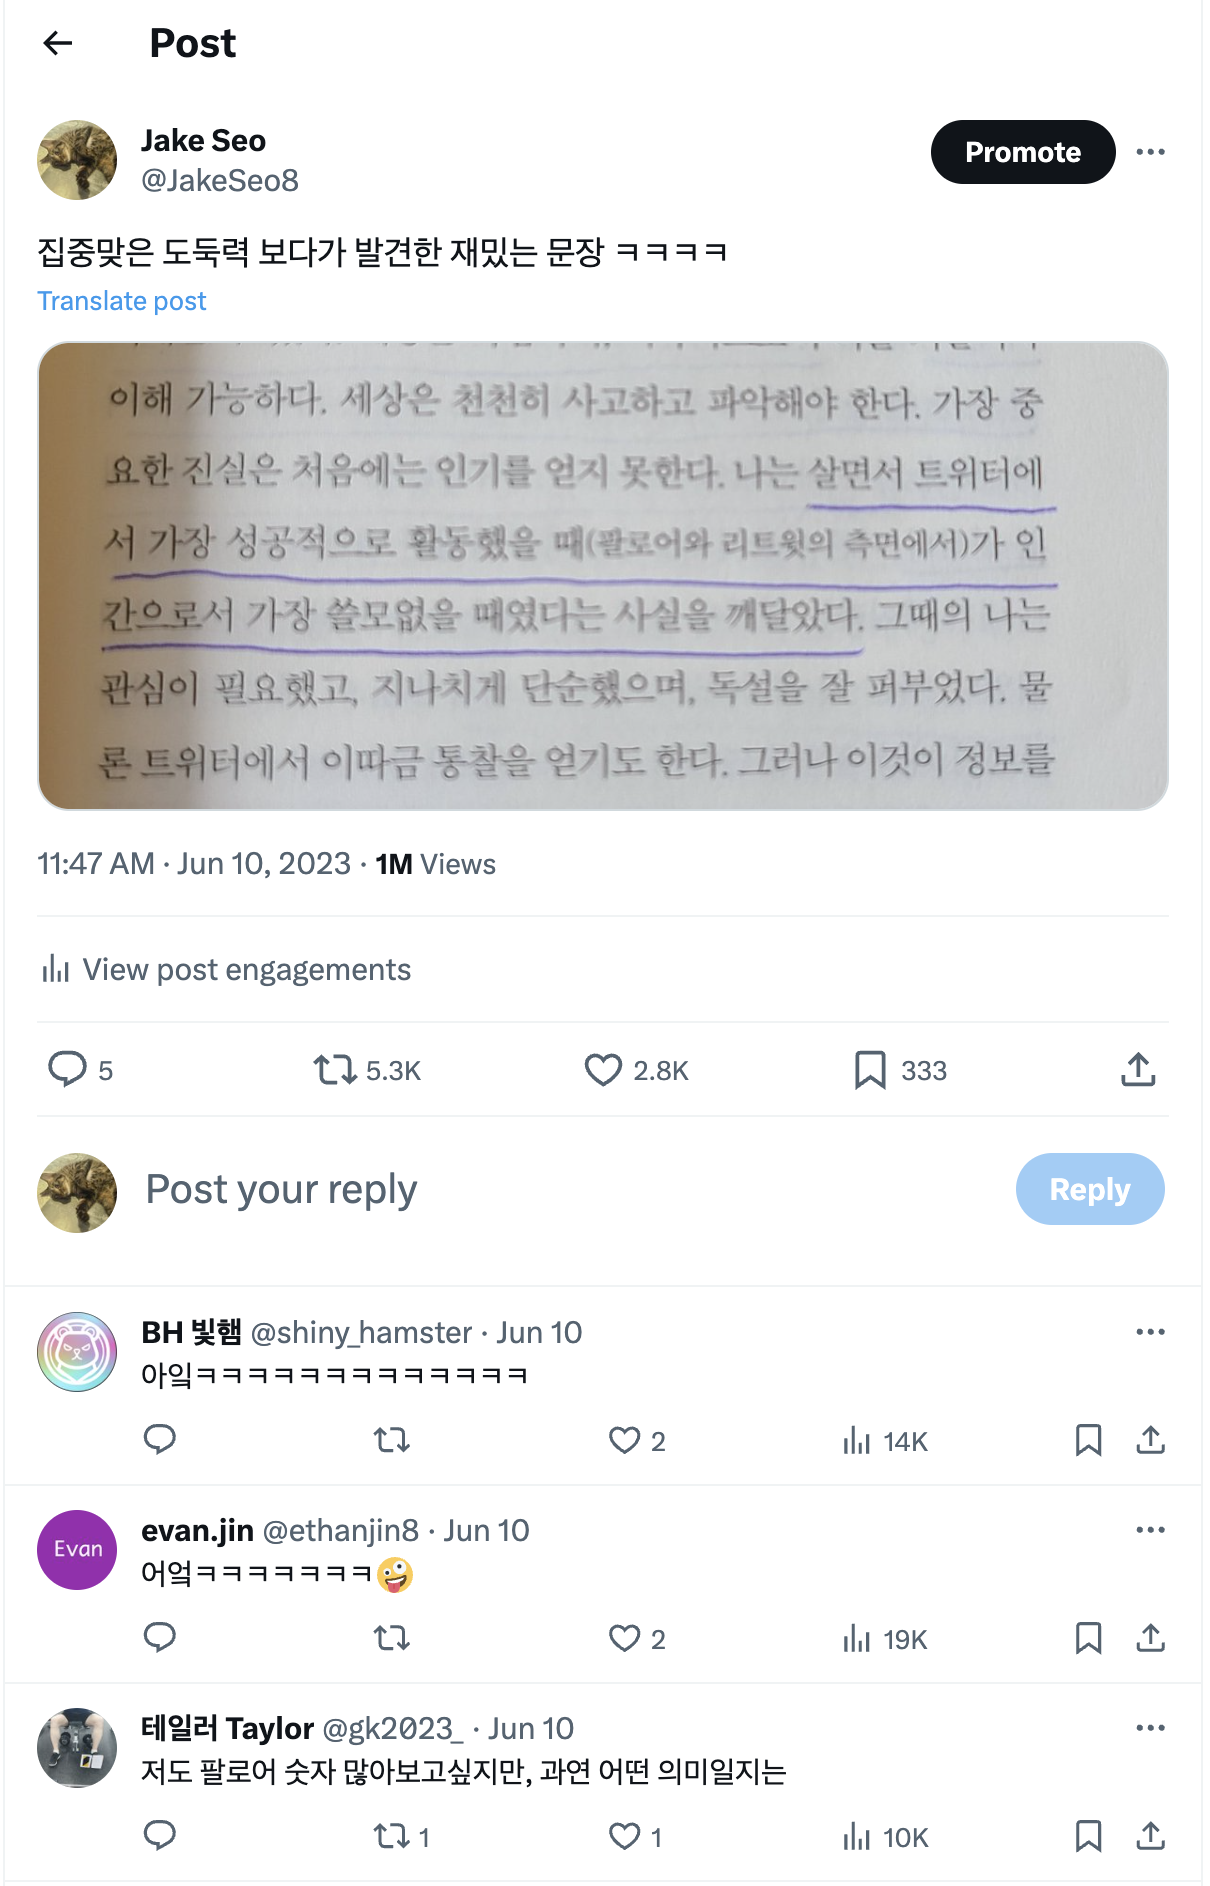 Post
Jake Seo
@JakeSeo8
Promote
집중맞은 도둑력 보다가 발견한 재밌는 문장 ㅋㅋㅋㅋ
Translate post
이해 가능하다. 세상은 천천히 사고하고 파악해야 한다. 가장 중
요한 진실은 처음에는 인기를 얻지 못한다. 나는 살면서 트위터에
서 가장 성공적으로 활동했을 때(팔로어와 리트윗의 측면에서)가 인
간으로서 가장 쓸모없을 때였다는 사실을 깨달았다. 그때의 나는
관심이 필요했고, 지나치게 단순했으며, 독설을 잘 퍼부었다. 물
론 트위터에서 이따금 통찰을 얻기도 한다. 그러나 이것이 정보를
11:47 AM · Jun 10, 2023 · 1M Views
View post engagements
5 5.3K 2.8K 333
Post your reply
Reply
BH 빛햄 @shiny_hamster · Jun 10
아잌ㅋㅋㅋㅋㅋㅋㅋㅋㅋㅋㅋㅋㅋ
2 14K
Evan
evan.jin @ethanjin8 · Jun 10
어엌ㅋㅋㅋㅋㅋㅋㅋ🤪
2 19K
테일러 Taylor @gk2023_ · Jun 10
저도 팔로어 숫자 많아보고싶지만, 과연 어떤 의미일지는
1 1 10K